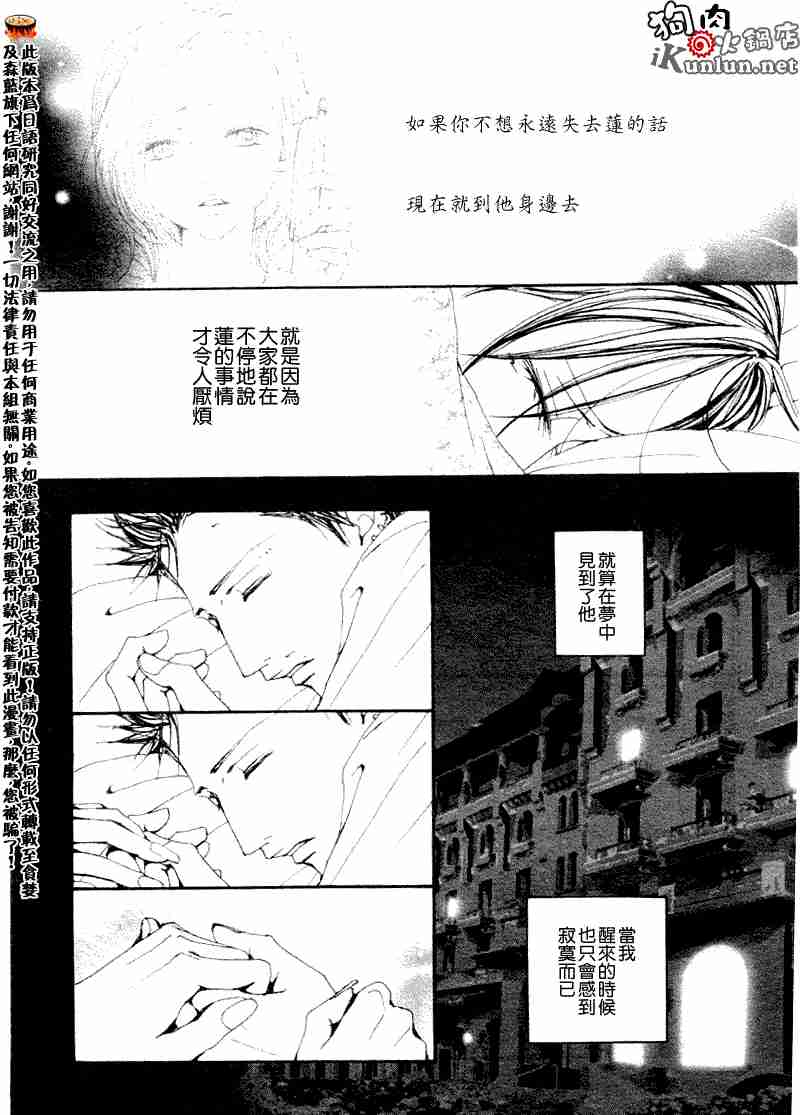 狗肉
火鍋店
iKunlun.net
如果你不想永遠失去蓮的話
現在就到他身邊去
就是因為
大家都在
不停地說
蓮的事情
才令人厭煩
就算在夢中
見到了他
當我
醒來的時候
也只會感到
寂寞而已
此版本爲日語研究同好交流之用,請勿用于任何商業用途。如您喜歡此作品,請支持正版!請勿以任何形式轉載至貪婪
及森藍旗下任何網站,謝謝!一切法律責任與本組無關。如果您被告知需要付款才能看到此漫畫,那麼,您被騙了!